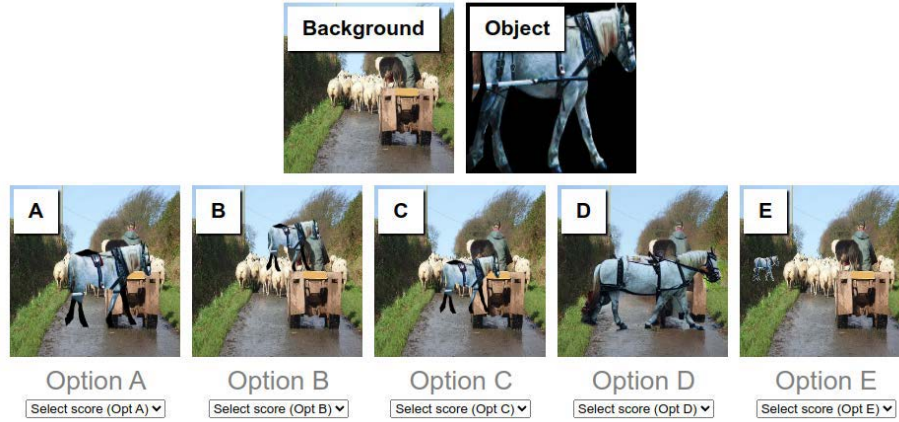 Background
Object
A
B
C
D
E
Option A
Option B
Option C
Option D
Option E
Select score (Opt A)
Select score (Opt B)
Select score (Opt C)
Select score (Opt D)
Select score (Opt E)